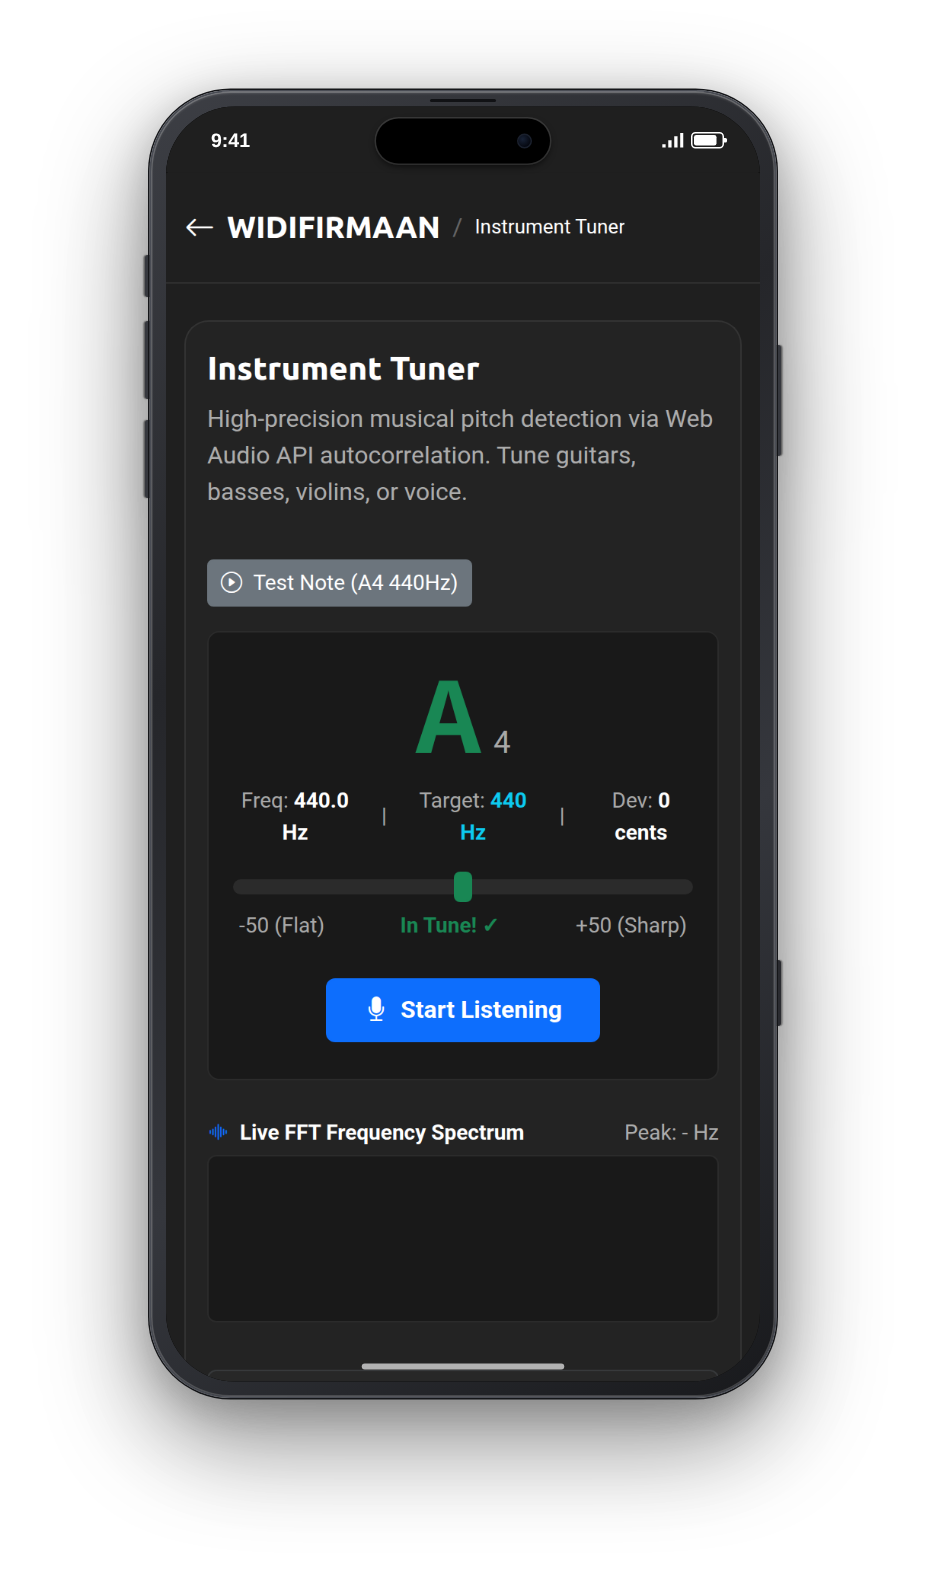 9:41
WIDIFIRMAAN / Instrument Tuner
Instrument Tuner
High-precision musical pitch detection via Web
Audio API autocorrelation. Tune guitars,
basses, violins, or voice.
Test Note (A4 440Hz)
A 4
Freq: 440.0 Hz | Target: 440 Hz | Dev: 0 cents
-50 (Flat) In Tune! ✓ +50 (Sharp)
Start Listening
Live FFT Frequency Spectrum Peak: - Hz